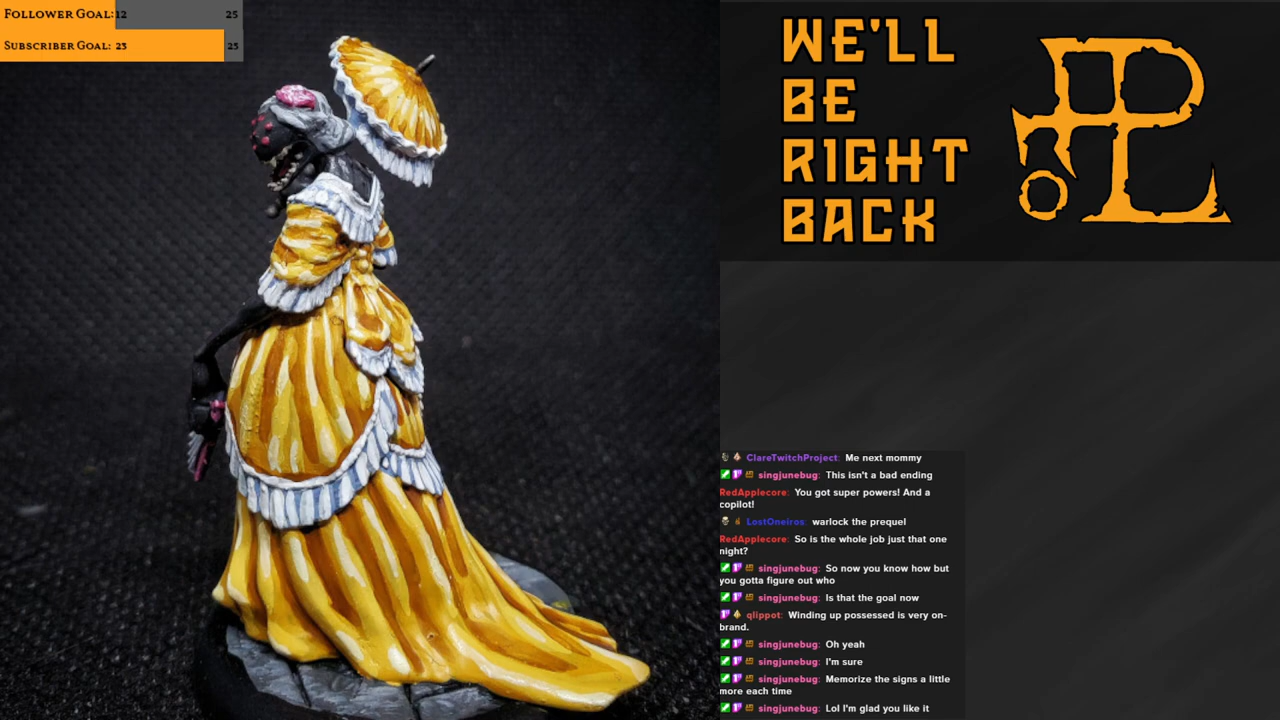 Follower Goal: 12 25
Subscriber Goal: 23 25
WE'LL
BE
RIGHT
BACK
ClareTwitchProject: Me next mommy
singjunebug: This isn't a bad ending
RedApplecore: You got super powers! And a
copilot!
LostOneiros: warlock the prequel
RedApplecore: So is the whole job just that one
night?
singjunebug: So now you know how but
you gotta figure out who
singjunebug: Is that the goal now
qlippot: Winding up possessed is very on-
brand.
singjunebug: Oh yeah
singjunebug: I'm sure
singjunebug: Memorize the signs a little
more each time
singjunebug: Lol I'm glad you like it